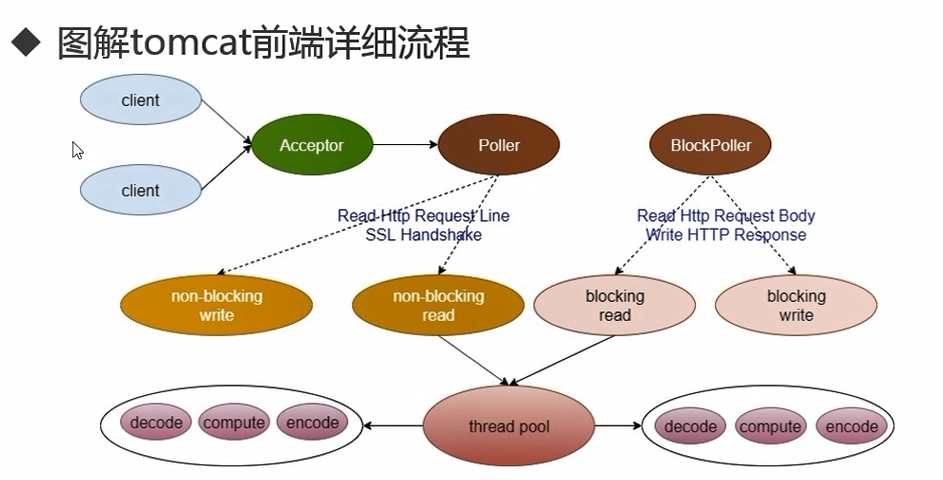 图解tomcat前端详细流程
client
Acceptor
Poller
BlockPoller
client
Read Http Request Line
SSL Handshake
Read Http Request Body
Write HTTP Response
non-blocking
write
non-blocking
read
blocking
read
blocking
write
decode
compute
encode
thread pool
decode
compute
encode